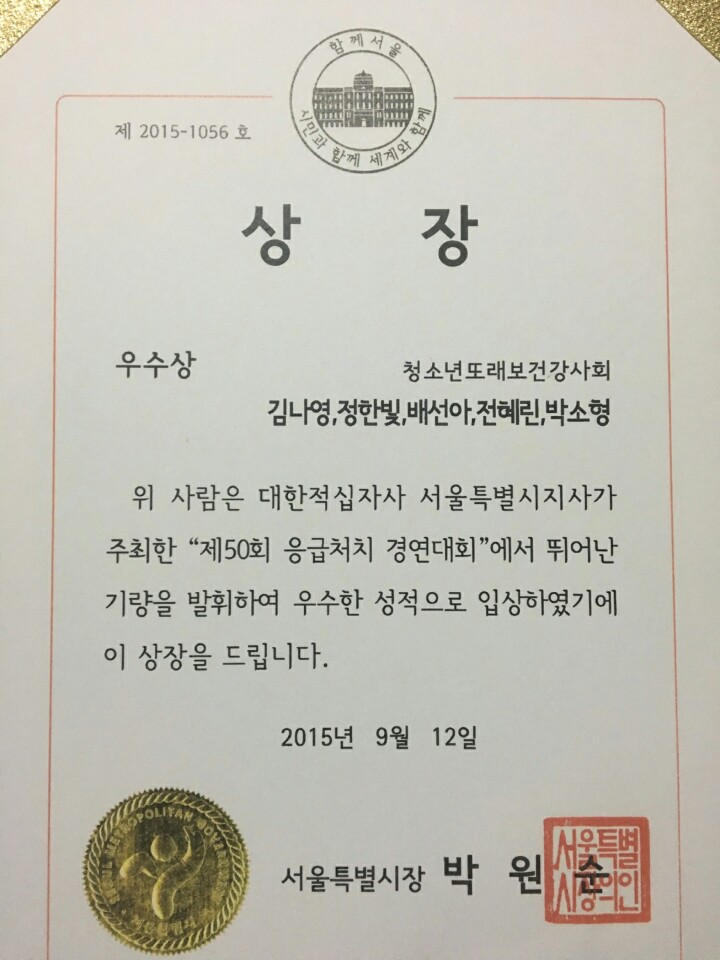 함께서울
시민과 함께 세계와 함께
제 2015-1056 호
상 장
우수상
청소년또래보건강사회
김나영,정한빛,배선아,전혜린,박소형
위 사람은 대한적십자사 서울특별시지사가
주최한 “제50회 응급처치 경연대회”에서 뛰어난
기량을 발휘하여 우수한 성적으로 입상하였기에
이 상장을 드립니다.
2015년 9월 12일
METROPOLITAN
서울특별시장 박 원 순
서울특별
시장의인